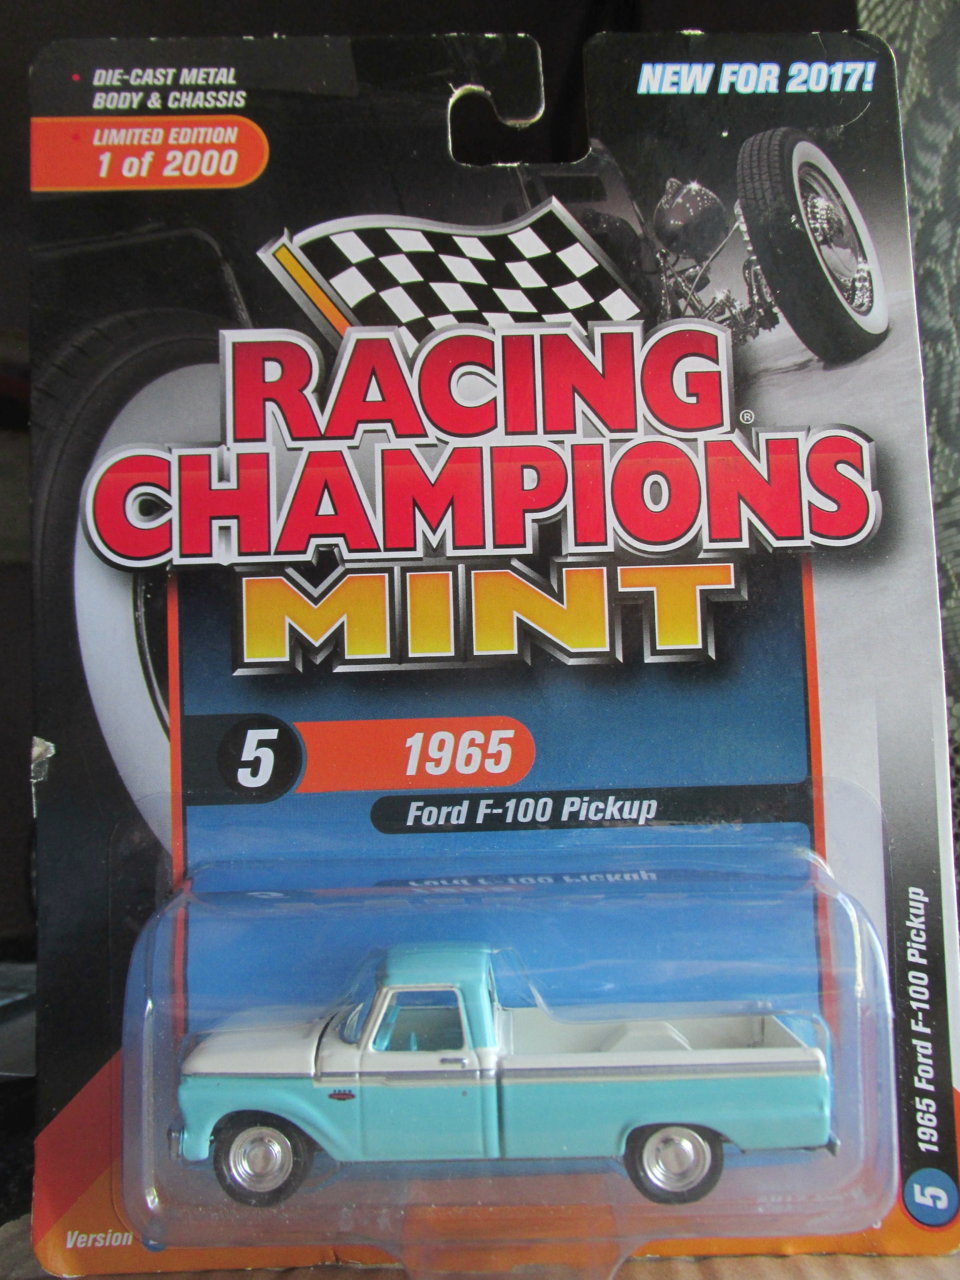 DIE-CAST METAL
BODY & CHASSIS
LIMITED EDITION
1 of 2000
NEW FOR 2017!
RACING
CHAMPIONS®
MINT
5
1965
Ford F-100 Pickup
1965 Ford F-100 Pickup
5
Version